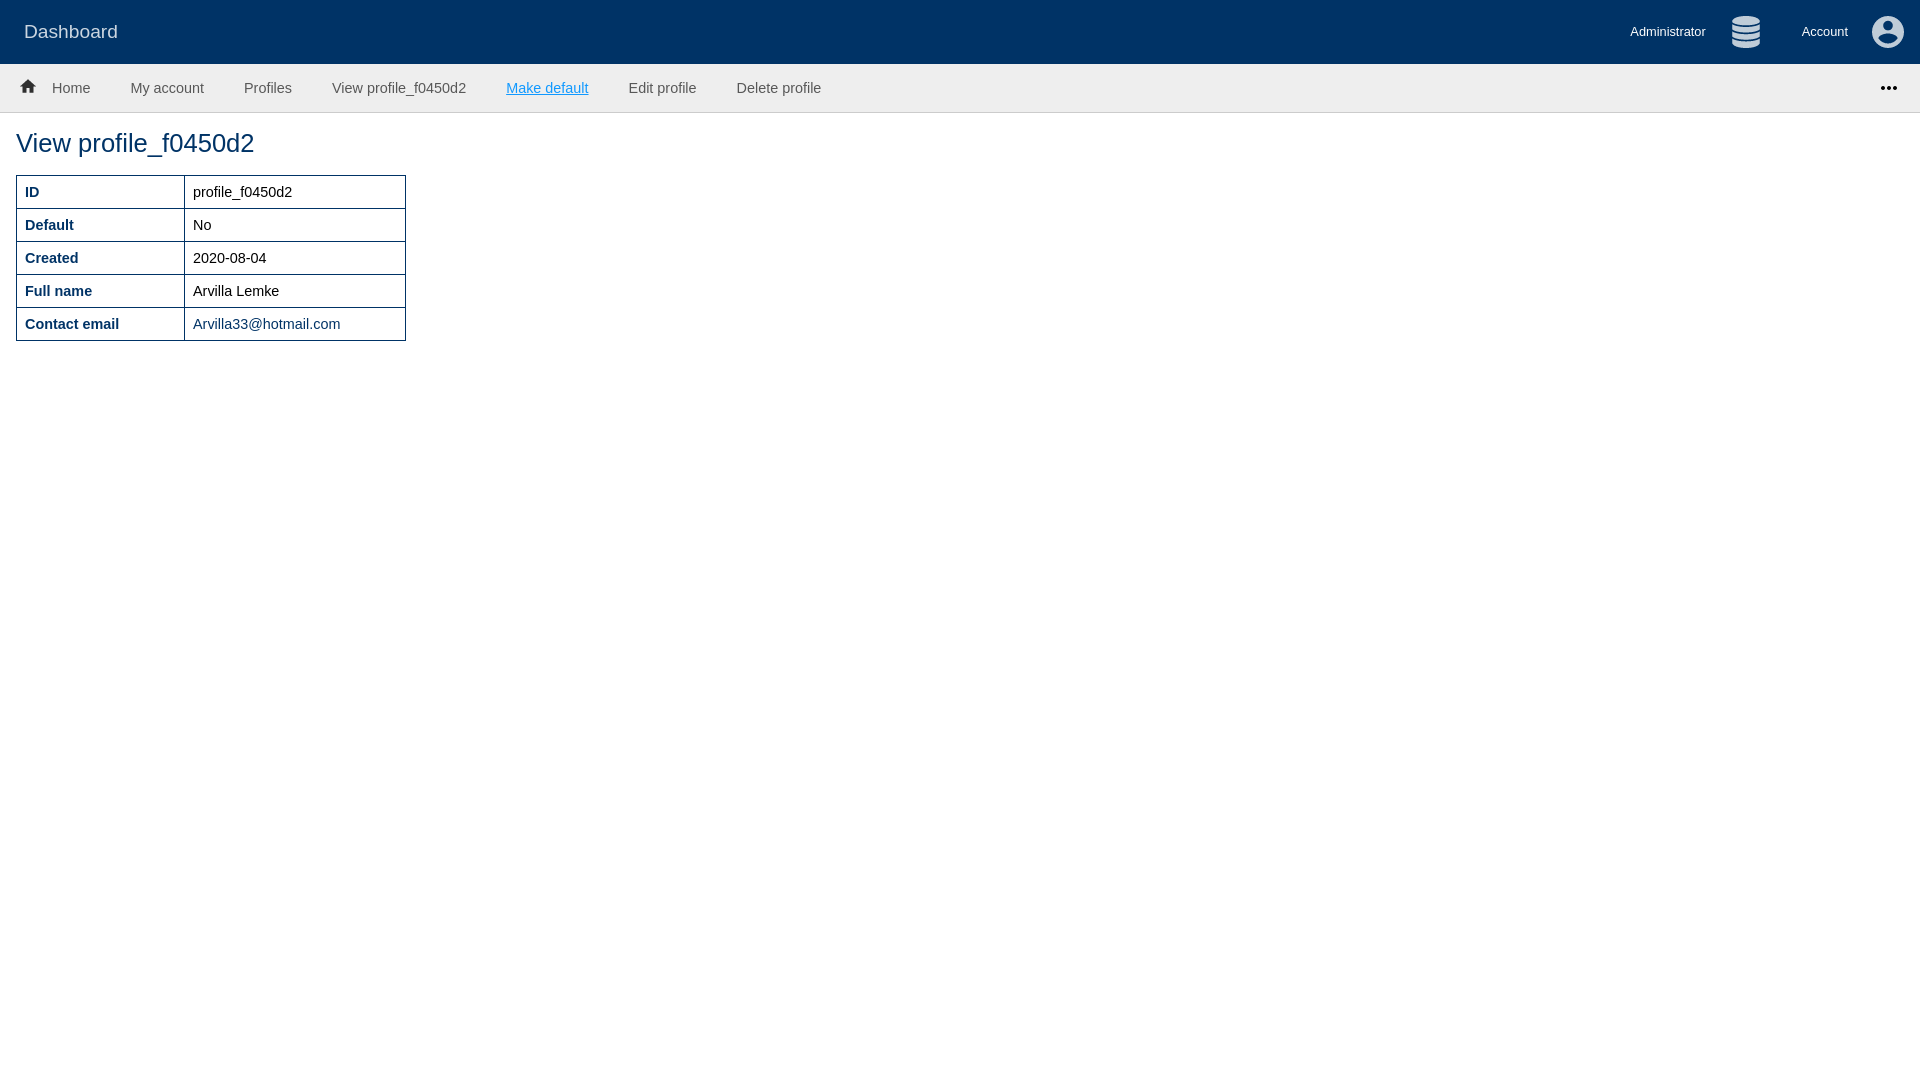 Dashboard
Administrator
Account
Home
My account
Profiles
View profile_f0450d2
Make default
Edit profile
Delete profile
View profile_f0450d2
ID profile_f0450d2
Default No
Created 2020-08-04
Full name Arvilla Lemke
Contact email Arvilla33@hotmail.com